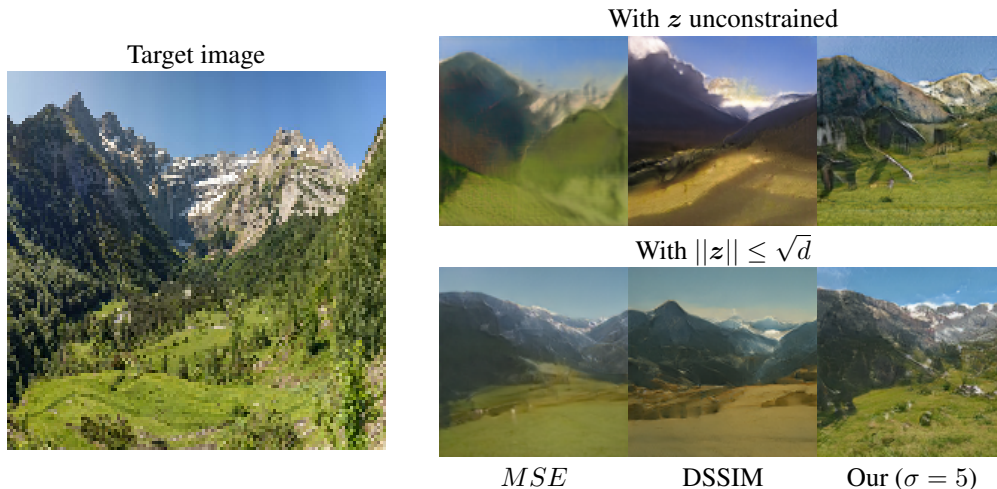 With z unconstrained
Target image
With ||z|| ≤ √d
MSE
DSSIM
Our (σ = 5)